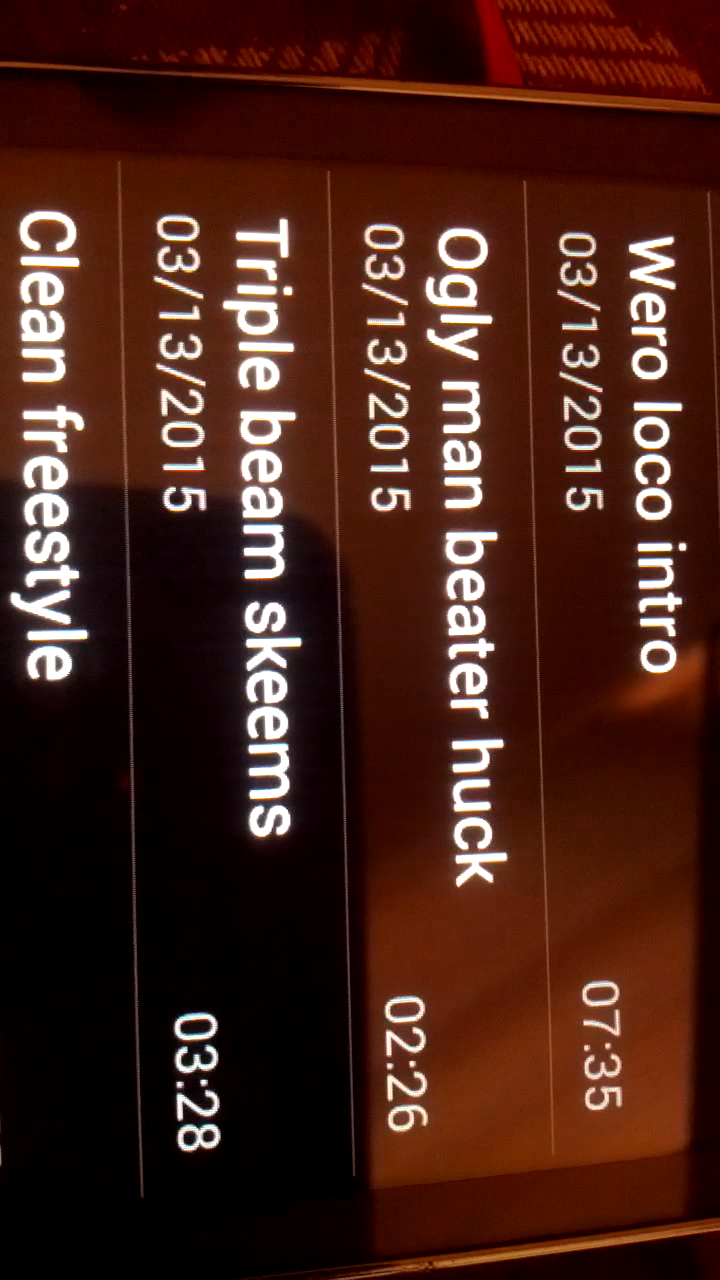 Wero loco intro
03/13/2015
07:35
Ogly man beater huck
03/13/2015
02:26
Triple beam skeems
03/13/2015
03:28
Clean freestyle